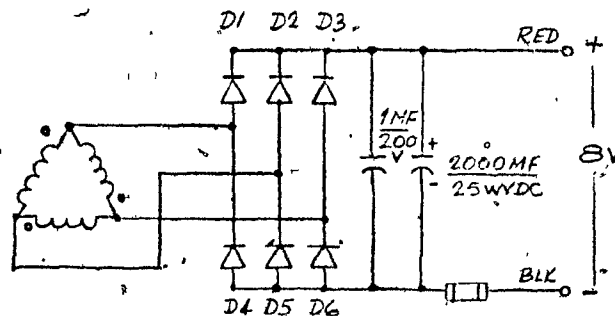 D1 D2 D3
RED
+
1MF
200
V
+
2000MF
-
25WVDC
8V
BLK
-
D4 D5 D6